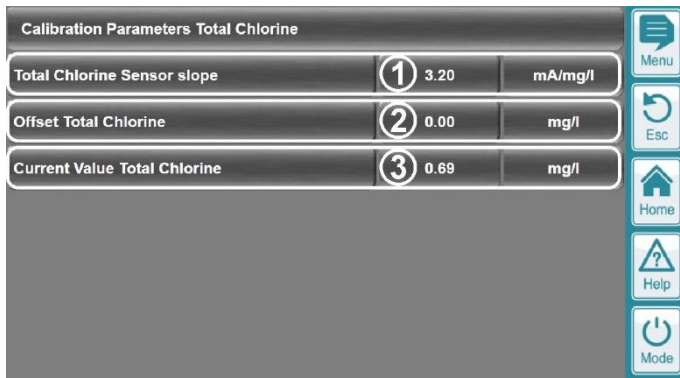 Calibration Parameters Total Chlorine
Menu
Total Chlorine Sensor slope 1 3.20 mA/mg/l
Offset Total Chlorine 2 0.00 mg/l
Esc
Current Value Total Chlorine 3 0.69 mg/l
Home
?
Help
Mode